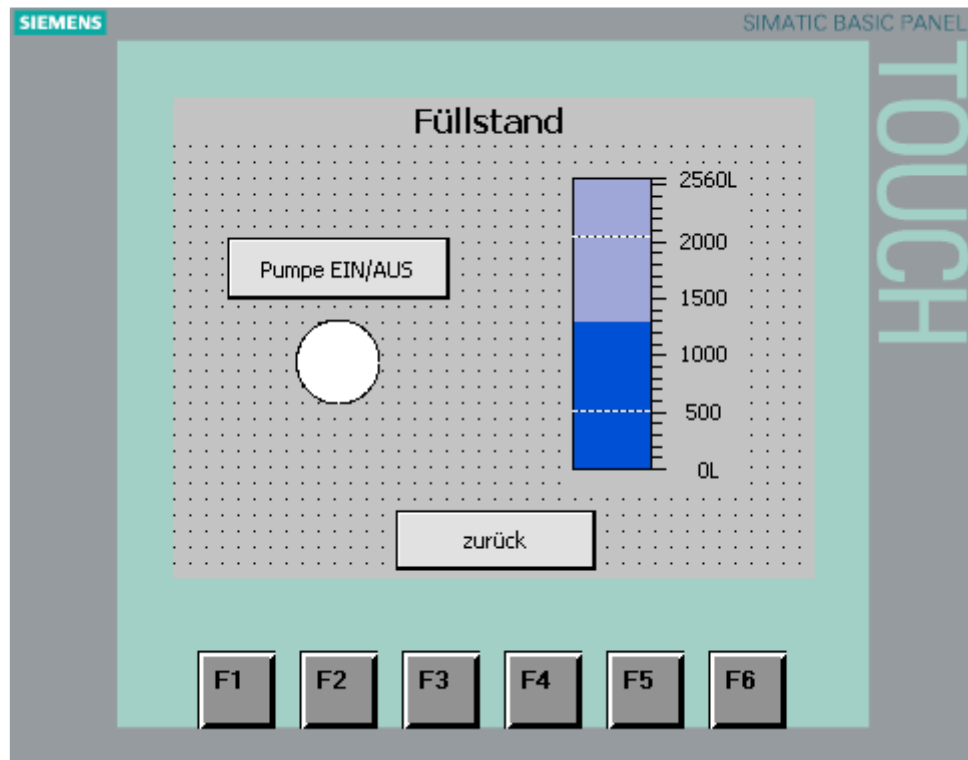 SIEMENS
SIMATIC BASIC PANEL
TOUCH
Füllstand
2560L
2000
Pumpe EIN/AUS
1500
1000
500
0L
zurück
F1 F2 F3 F4 F5 F6